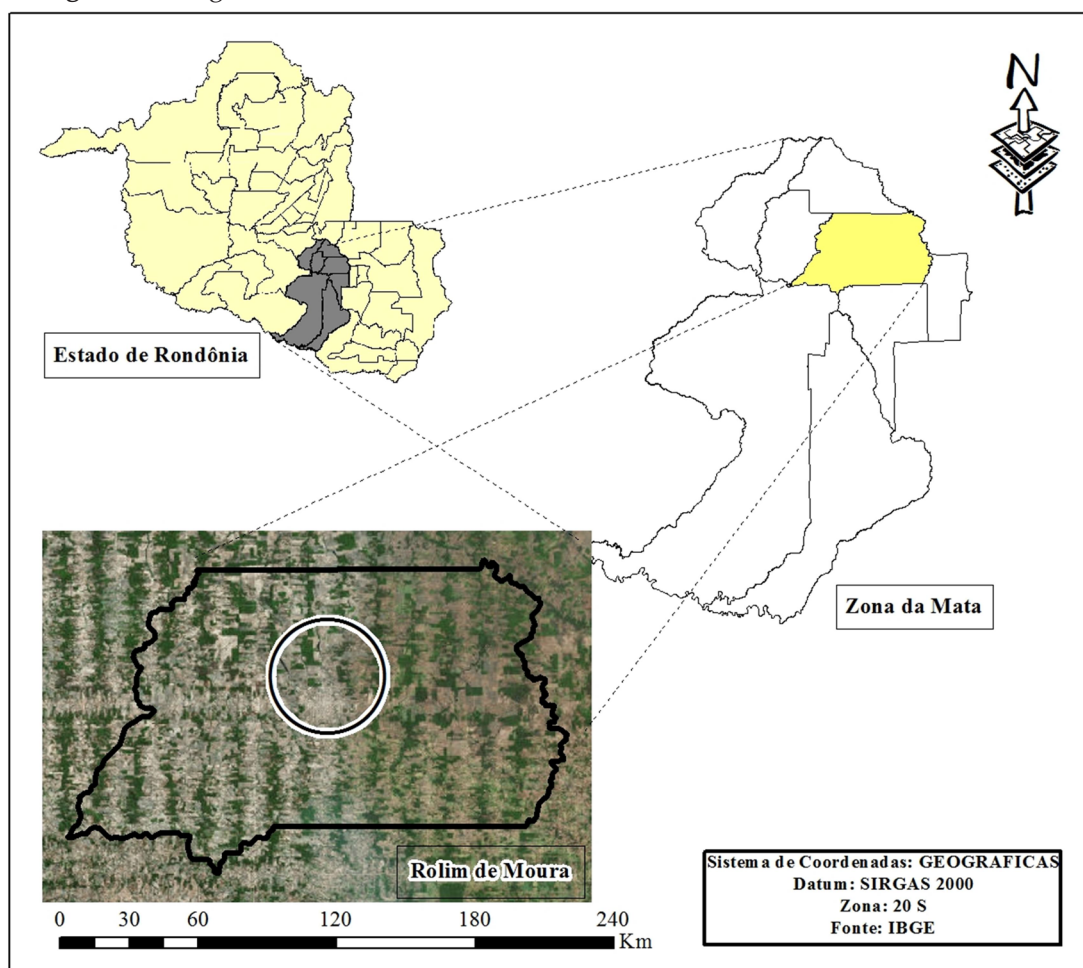 N
Estado de Rondônia
Zona da Mata
Rolim de Moura
0 30 60 120 180 240
Km
Sistema de Coordenadas: GEOGRAFICAS
Datum: SIRGAS 2000
Zona: 20 S
Fonte: IBGE